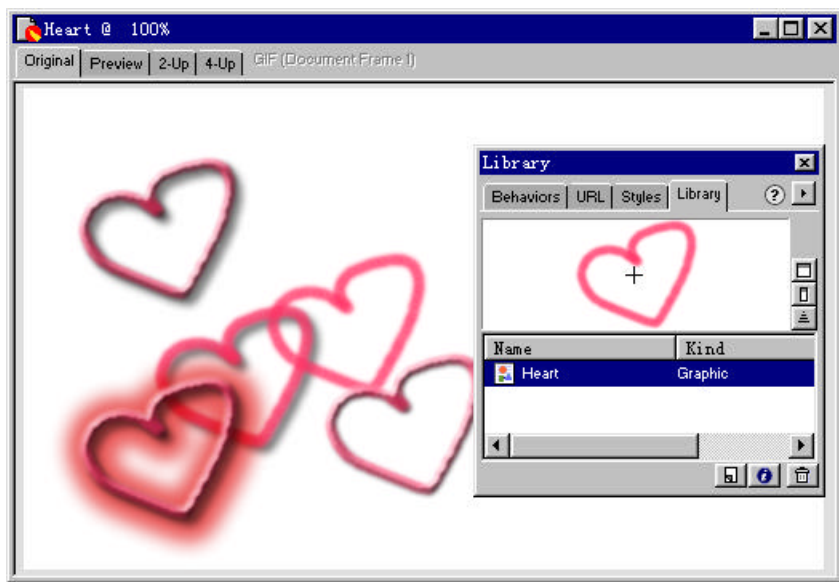 Heart @ 100%
Original Preview 2-Up 4-Up GIF (Document Frame 1)
Library
Behaviors URL Styles Library ?
Name Kind
Heart Graphic